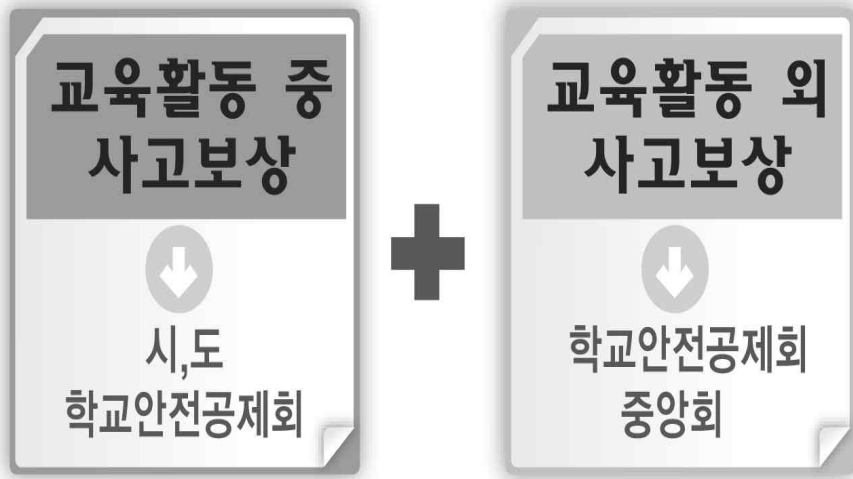 교육활동 중
사고보상
시,도
학교안전공제회
교육활동 외
사고보상
학교안전공제회
중앙회